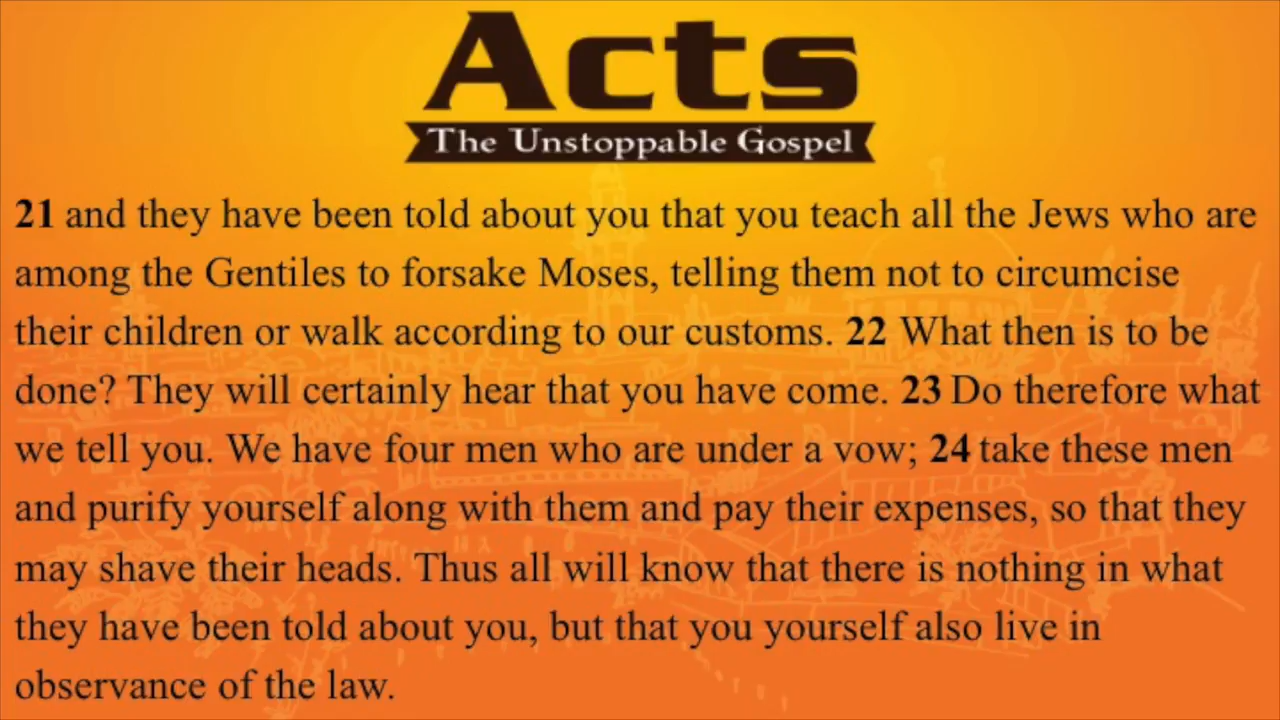 Acts
The Unstoppable Gospel
21 and they have been told about you that you teach all the Jews who are
among the Gentiles to forsake Moses, telling them not to circumcise
their children or walk according to our customs. 22 What then is to be
done? They will certainly hear that you have come. 23 Do therefore what
we tell you. We have four men who are under a vow; 24 take these men
and purify yourself along with them and pay their expenses, so that they
may shave their heads. Thus all will know that there is nothing in what
they have been told about you, but that you yourself also live in
observance of the law.